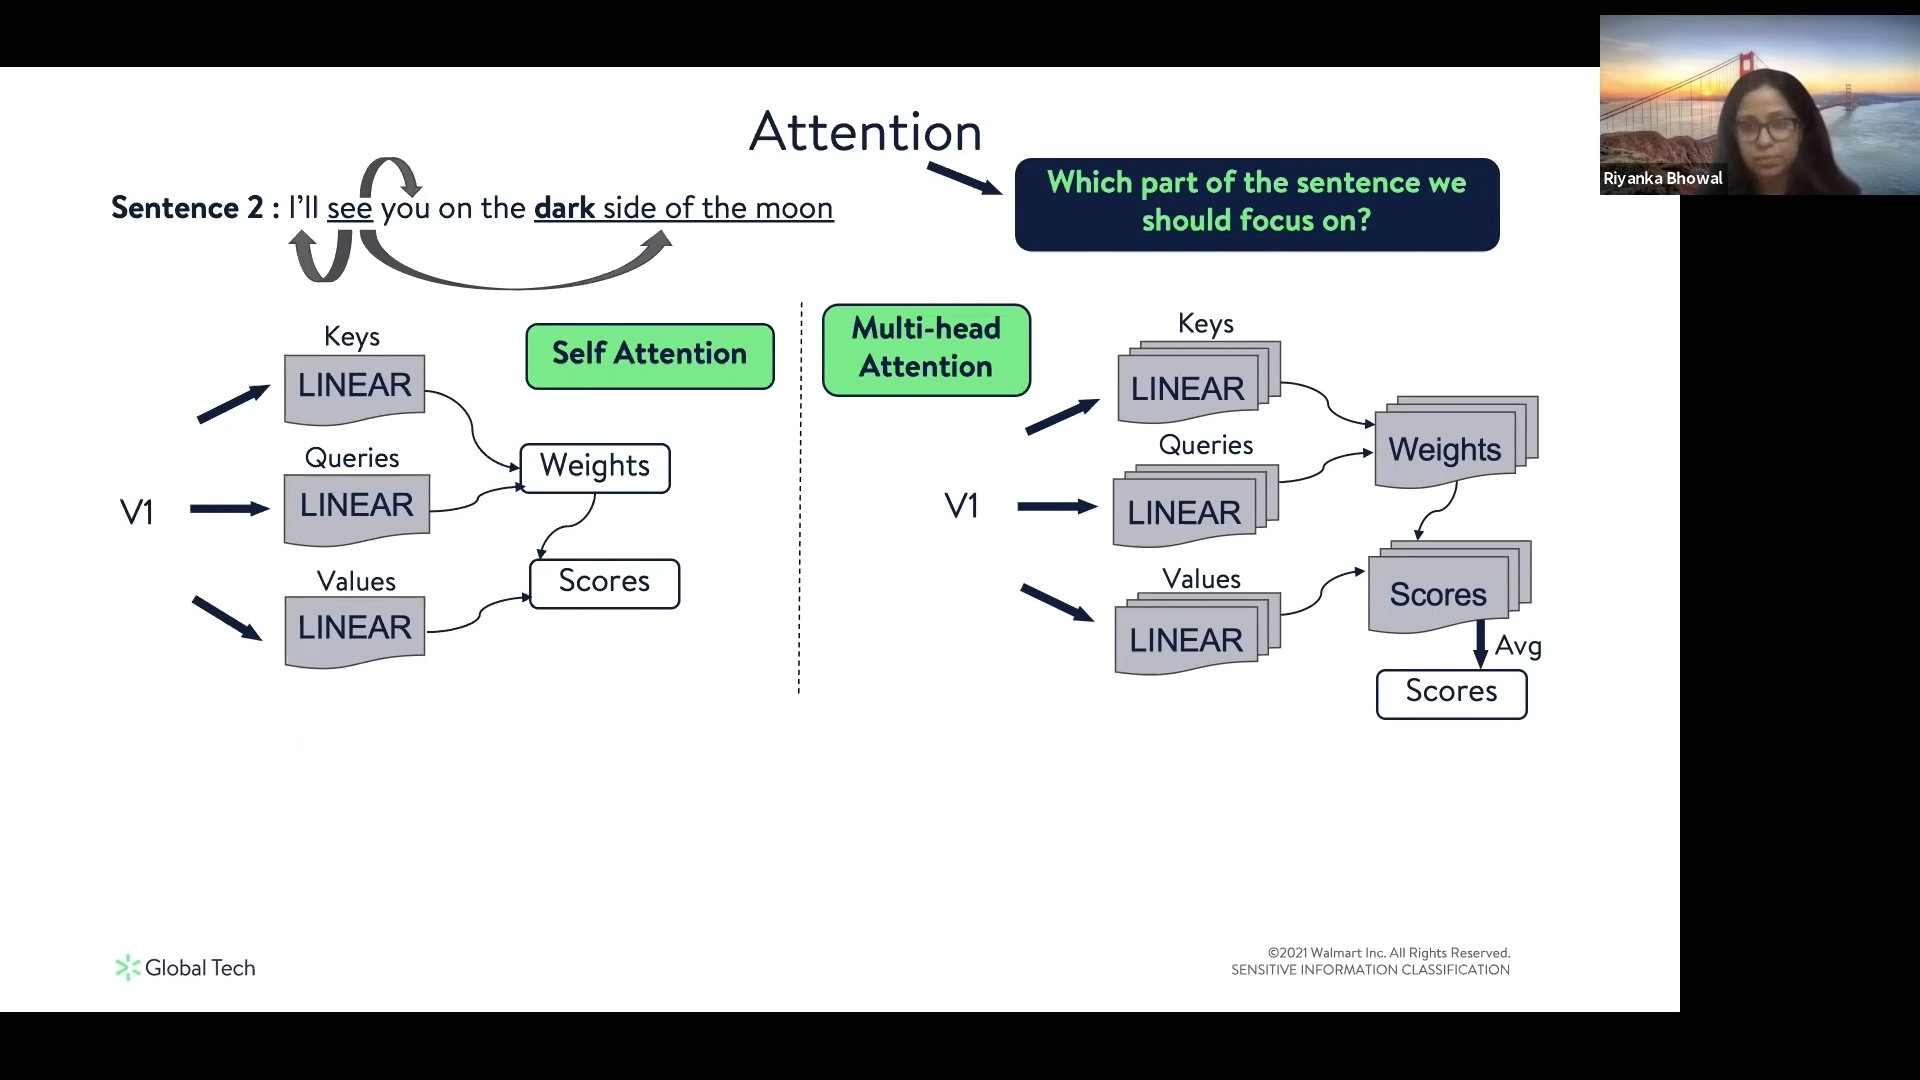 Attention
Which part of the sentence we
should focus on?
Riyanka Bhowal
Sentence 2 : I'll see you on the dark side of the moon
Self Attention
Keys
LINEAR
Queries
LINEAR
V1
Values
LINEAR
Weights
Scores
Multi-head
Attention
Keys
LINEAR
Queries
LINEAR
V1
Values
LINEAR
Weights
Scores
Avg
Scores
Global Tech
©2021 Walmart Inc. All Rights Reserved.
SENSITIVE INFORMATION CLASSIFICATION